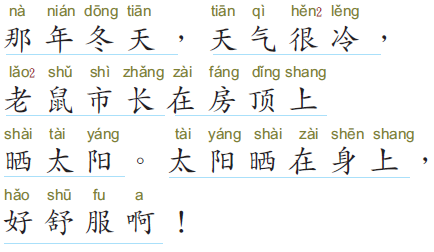 nà nián dōng tiān tiān qì hěn2 lěng
那年冬天，天气很冷，
lǎo2 shǔ shì zhǎng zài fáng dǐng shang
老鼠市长在房顶上
shài tài yáng tài yáng shài zài shēn shang
晒太阳。太阳晒在身上，
hǎo shū fu a
好舒服啊！